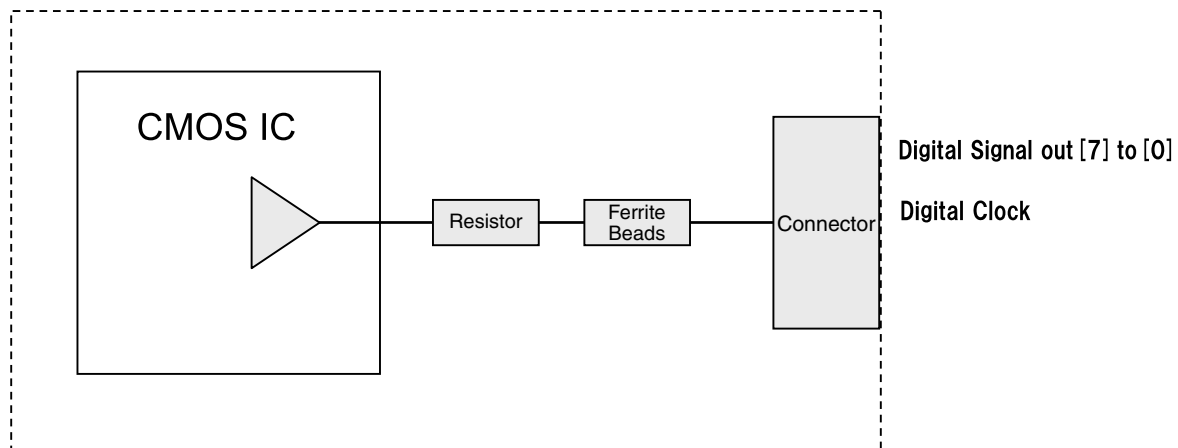 CMOS IC
Resistor
Ferrite
Beads
Connector
Digital Signal out [7] to [0]
Digital Clock